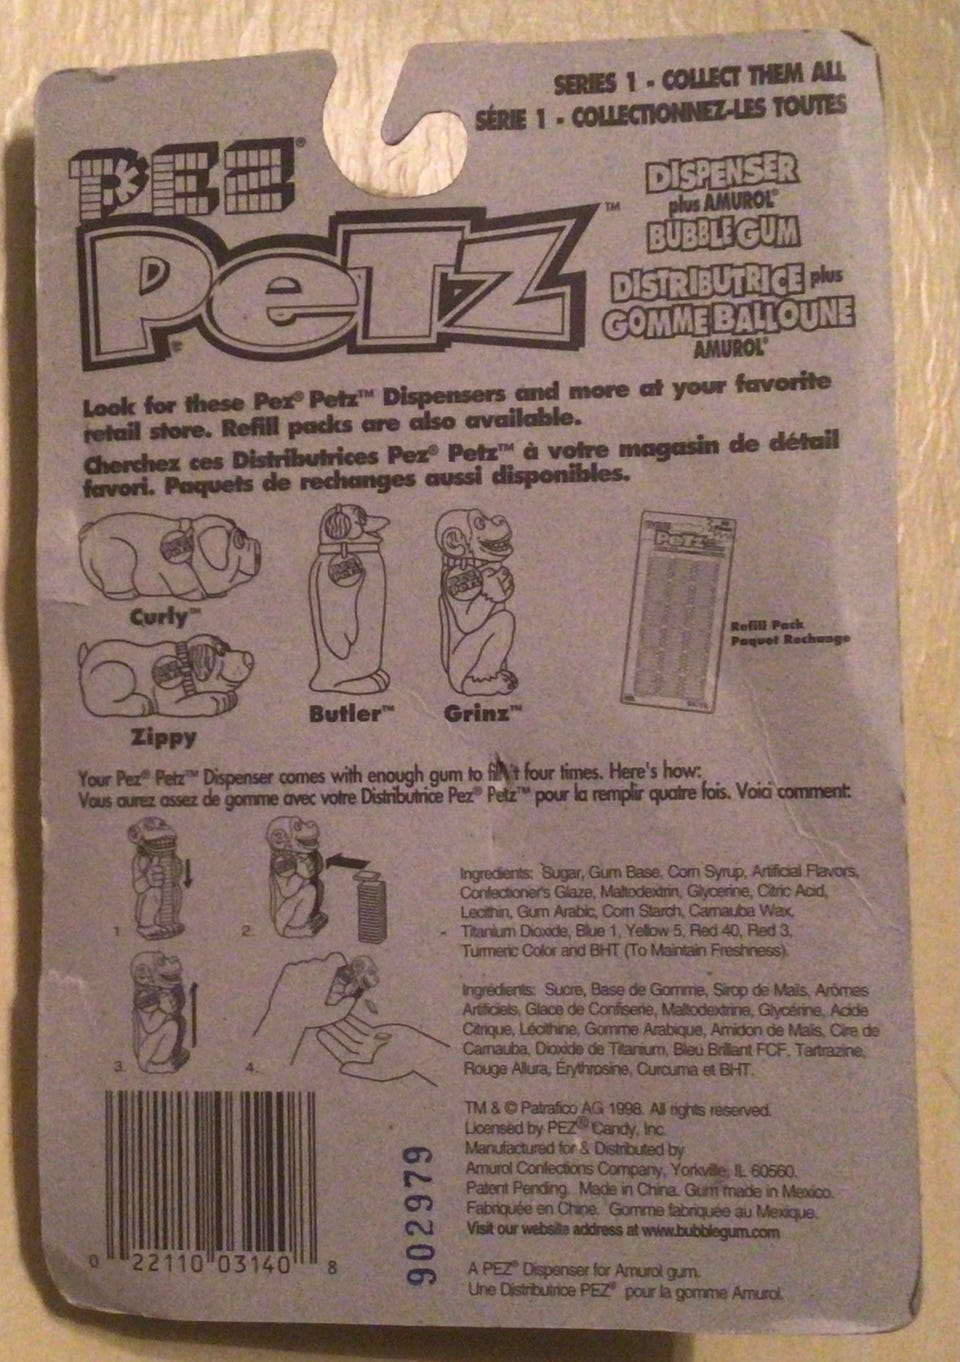 SERIES 1 - COLLECT THEM ALL
SÉRIE 1 - COLLECTIONNEZ-LES TOUTES
PEZ®
Petz™
DISPENSER
plus AMUROL®
BUBBLE GUM
DISTRIBUTRICE plus
GOMME BALLOUNE
AMUROL®
Look for these Pez® Petz™ Dispensers and more at your favorite
retail store. Refill packs are also available.
Cherchez ces Distributrices Pez® Petz™ à votre magasin de détail
favori. Paquets de rechanges aussi disponibles.
Curly™
Zippy
Butler™
Grinz™
Refill Pack
Paquet Rechange
Your Pez® Petz™ Dispenser comes with enough gum to fill it four times. Here's how:
Vous aurez assez de gomme avec votre Distributrice Pez® Petz™ pour la remplir quatre fois. Voici comment:
1.
2.
3.
4.
Ingredients: Sugar, Gum Base, Corn Syrup, Artificial Flavors,
Confectioner's Glaze, Maltodextrin, Glycerine, Citric Acid,
Lecithin, Gum Arabic, Corn Starch, Carnauba Wax,
Titanium Dioxide, Blue 1, Yellow 5, Red 40, Red 3,
Turmeric Color and BHT (To Maintain Freshness).
Ingrédients: Sucre, Base de Gomme, Sirop de Maïs, Arômes
Artificiels, Glace de Confiserie, Maltodextrine, Glycérine, Acide
Citrique, Lécithine, Gomme Arabique, Amidon de Maïs, Cire de
Carnauba, Dioxide de Titanium, Bleu Brillant FCF, Tartrazine,
Rouge Allura, Érythrosine, Curcuma et BHT.
TM & © Patrafico AG 1998. All rights reserved.
Licensed by PEZ® Candy, Inc.
Manufactured for & Distributed by
Amurol Confections Company, Yorkville, IL 60560.
Patent Pending. Made in China. Gum made in Mexico.
Fabriquée en Chine. Gomme fabriquée au Mexique.
Visit our website address at www.bubblegum.com
A PEZ® Dispenser for Amurol gum.
Une Distributrice PEZ® pour la gomme Amurol.
902979
0 22110 03140 8